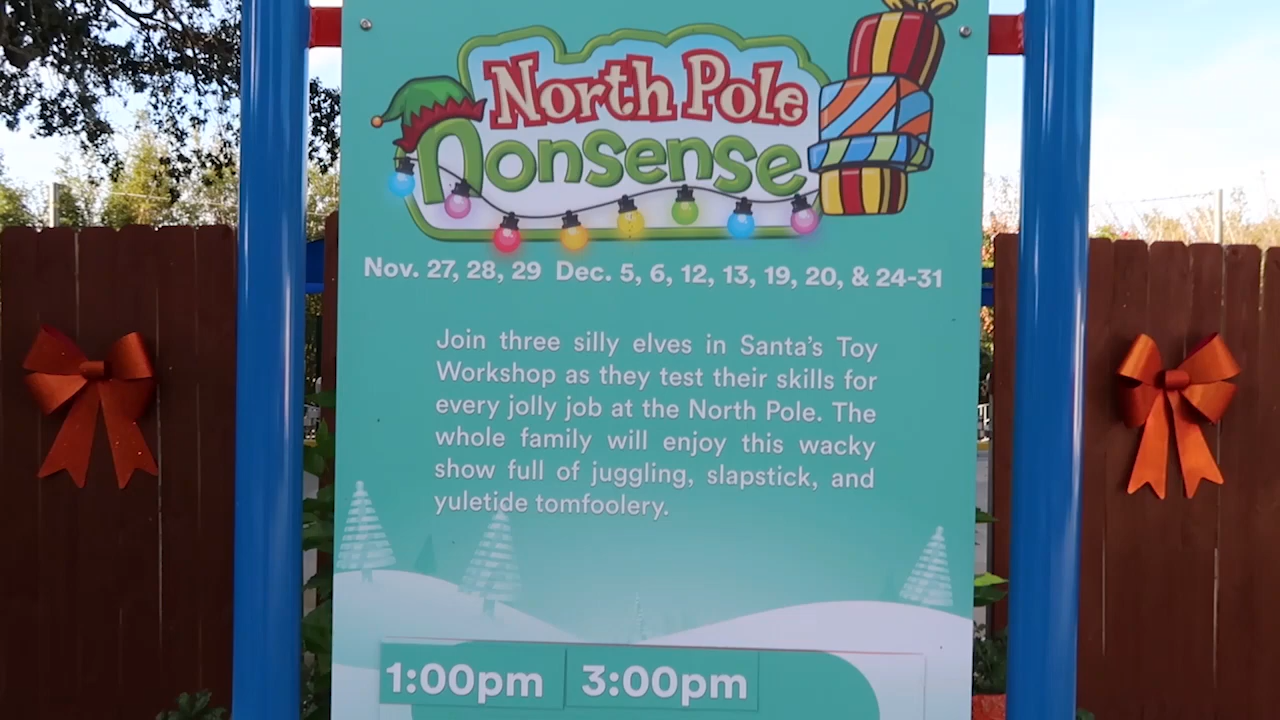 North Pole
Nonsense
Nov. 27, 28, 29 Dec. 5, 6, 12, 13, 19, 20, & 24-31
Join three silly elves in Santa's Toy
Workshop as they test their skills for
every jolly job at the North Pole. The
whole family will enjoy this wacky
show full of juggling, slapstick, and
yuletide tomfoolery.
1:00pm 3:00pm